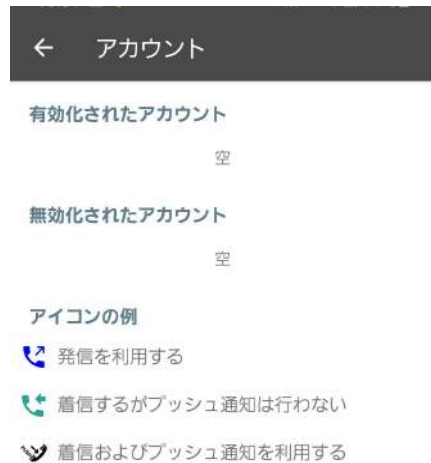 アカウント
有効化されたアカウント
空
無効化されたアカウント
空
アイコンの例
発信を利用する
着信するがプッシュ通知は行わない
着信およびプッシュ通知を利用する